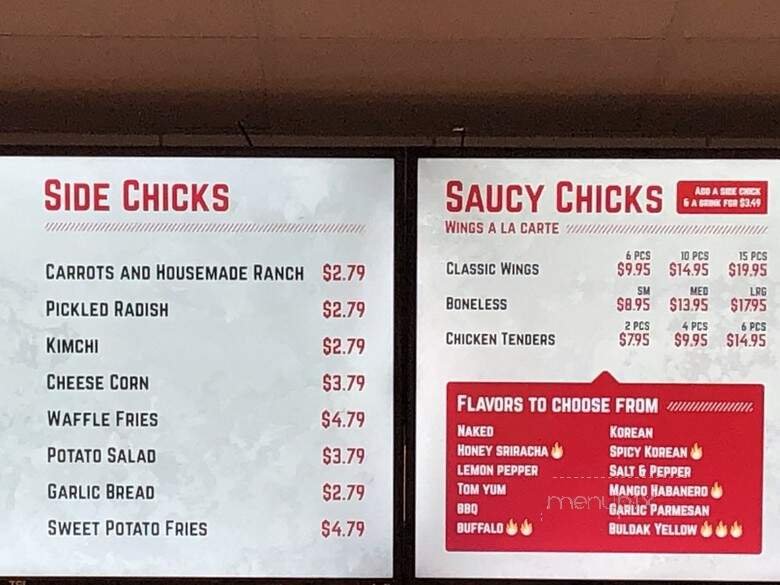 SIDE CHICKS
CARROTS AND HOUSEMADE RANCH $2.79
PICKLED RADISH $2.79
KIMCHI $2.79
CHEESE CORN $3.79
WAFFLE FRIES $4.79
POTATO SALAD $3.79
GARLIC BREAD $2.79
SWEET POTATO FRIES $4.79
SAUCY CHICKS
ADD A SIDE CHICK
& A DRINK FOR $3.49
WINGS A LA CARTE
6 PCS 10 PCS 15 PCS
CLASSIC WINGS $9.95 $14.95 $19.95
SM MED LRG
BONELESS $8.95 $13.95 $17.95
2 PCS 4 PCS 6 PCS
CHICKEN TENDERS $7.95 $9.95 $14.95
FLAVORS TO CHOOSE FROM
NAKED
HONEY SRIRACHA
LEMON PEPPER
TOM YUM
BBQ
BUFFALO
KOREAN
SPICY KOREAN
SALT & PEPPER
MANGO HABANERO
GARLIC PARMESAN
BULDAK YELLOW
menupix